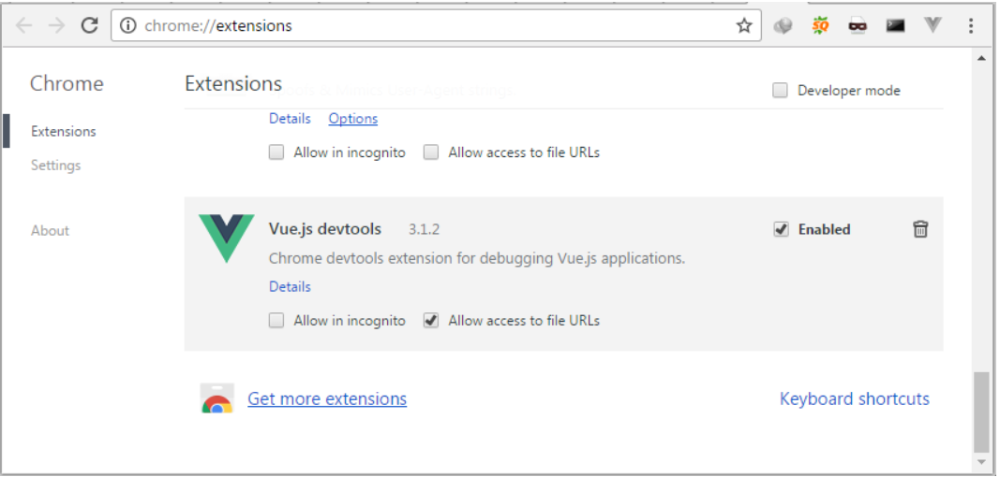 chrome://extensions
Chrome
Extensions
Developer mode
Details Options
Extensions
Allow in incognito Allow access to file URLs
Settings
Vue.js devtools 3.1.2 Enabled
About
Chrome devtools extension for debugging Vue.js applications.
Details
Allow in incognito Allow access to file URLs
Get more extensions
Keyboard shortcuts